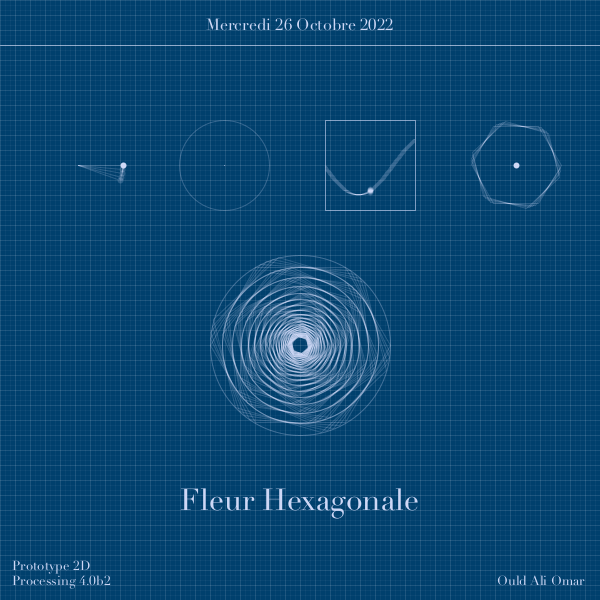 Mercredi 26 Octobre 2022
Fleur Hexagonale
Prototype 2D
Processing 4.0b2
Ould Ali Omar